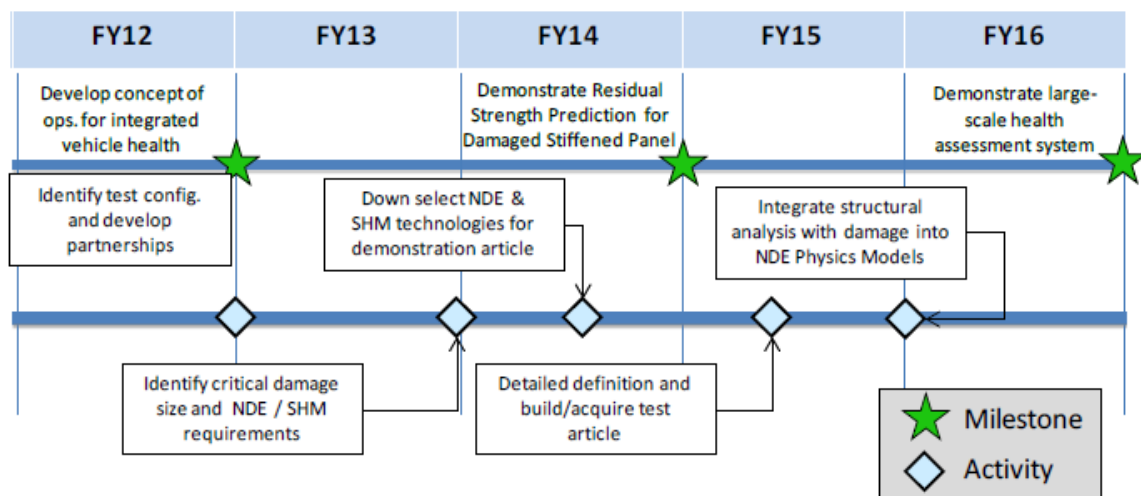 FY12
FY13
FY14
FY15
FY16
Develop concept of
ops. for integrated
vehicle health
Demonstrate Residual
Strength Prediction for
Damaged Stiffened Panel
Demonstrate large-
scale health
assessment system
Identify test config.
and develop
partnerships
Down select NDE &
SHM technologies for
demonstration article
Integrate structural
analysis with damage into
NDE Physics Models
Identify critical damage
size and NDE / SHM
requirements
Detailed definition and
build/acquire test
article
Milestone
Activity